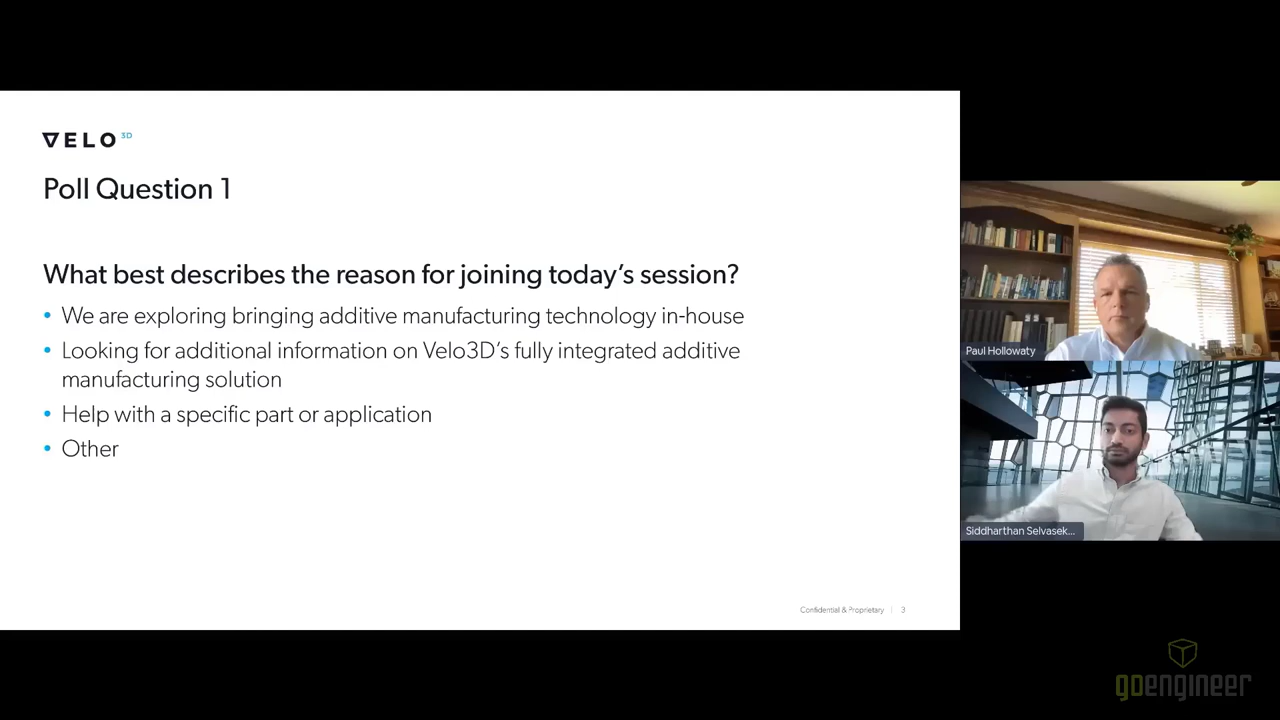 VELO 3D
Poll Question 1
What best describes the reason for joining today’s session?
• We are exploring bringing additive manufacturing technology in-house
• Looking for additional information on Velo3D’s fully integrated additive
manufacturing solution
• Help with a specific part or application
• Other
Confidential & Proprietary | 3
Paul Hollowaty
Siddharthan Selvasek...
goengineer